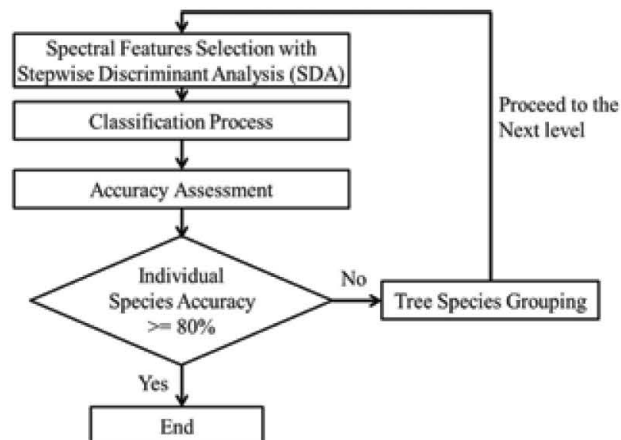 Spectral Features Selection with
Stepwise Discriminant Analysis (SDA)
Classification Process
Accuracy Assessment
Individual
Species Accuracy
>= 80%
No
Tree Species Grouping
Proceed to the
Next level
Yes
End